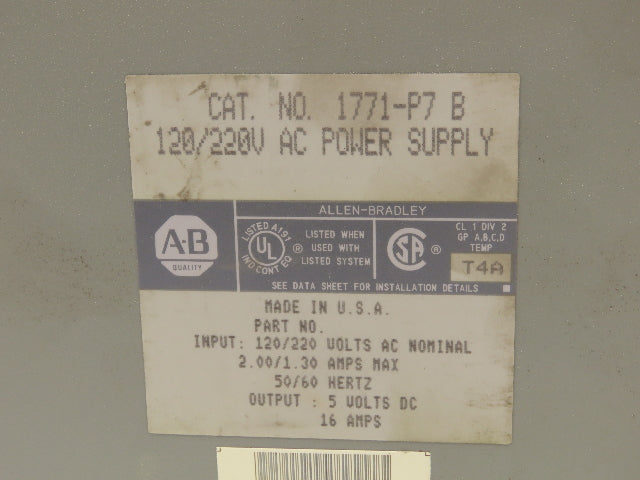 CAT. NO. 1771-P7 B
120/220V AC POWER SUPPLY
ALLEN-BRADLEY
A-B
QUALITY
LISTED A191
UL ®
IND CONT EQ
LISTED WHEN
USED WITH
LISTED SYSTEM
SA ®
CL 1 DIV 2
GP A,B,C,D
TEMP
T4A
SEE DATA SHEET FOR INSTALLATION DETAILS
MADE IN U.S.A.
PART NO.
INPUT: 120/220 VOLTS AC NOMINAL
2.00/1.30 AMPS MAX
50/60 HERTZ
OUTPUT : 5 VOLTS DC
16 AMPS